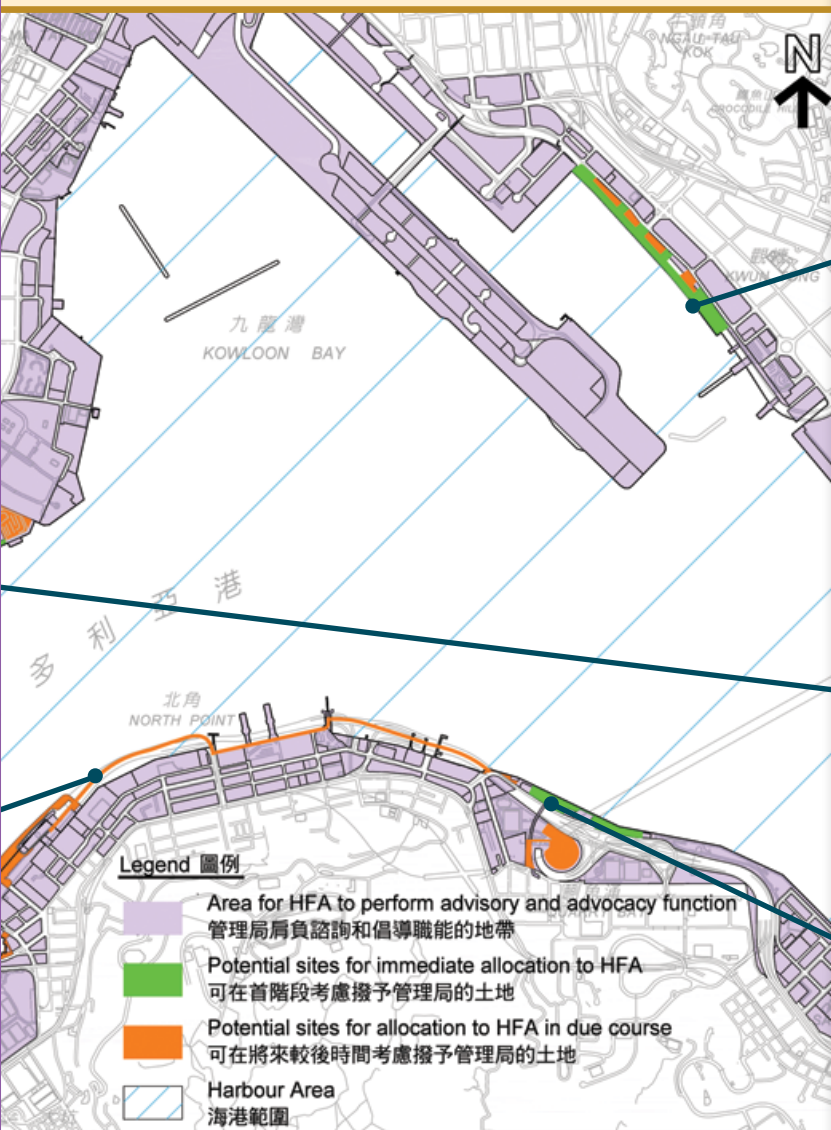 牛頭角
NGAU TAU
KOK
N
CROCODILE HILL
觀塘
KWUN TONG
九龍灣
KOWLOON BAY
多利亞港
北角
NORTH POINT
Legend 圖例
QUARRY BAY
Area for HFA to perform advisory and advocacy function
管理局肩負諮詢和倡導職能的地帶
Potential sites for immediate allocation to HFA
可在首階段考慮撥予管理局的土地
Potential sites for allocation to HFA in due course
可在將來較後時間考慮撥予管理局的土地
Harbour Area
海港範圍